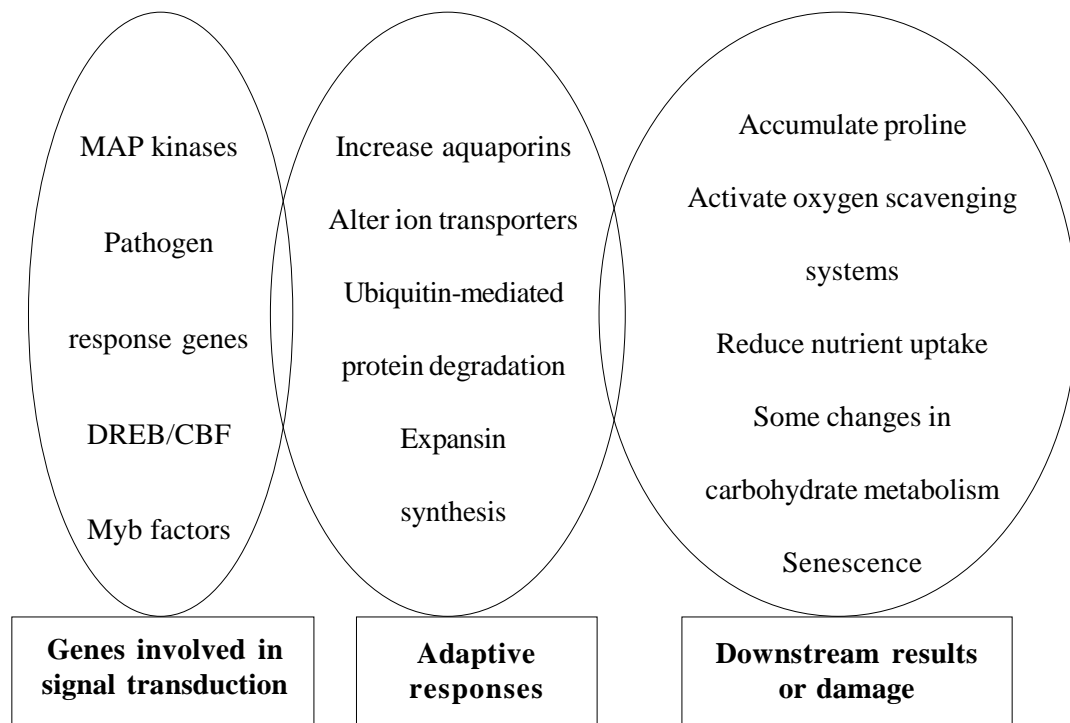 MAP kinases
Pathogen
response genes
DREB/CBF
Myb factors
Increase aquaporins
Alter ion transporters
Ubiquitin-mediated
protein degradation
Expansin
synthesis
Accumulate proline
Activate oxygen scavenging
systems
Reduce nutrient uptake
Some changes in
carbohydrate metabolism
Senescence
Genes involved in
signal transduction
Adaptive
responses
Downstream results
or damage